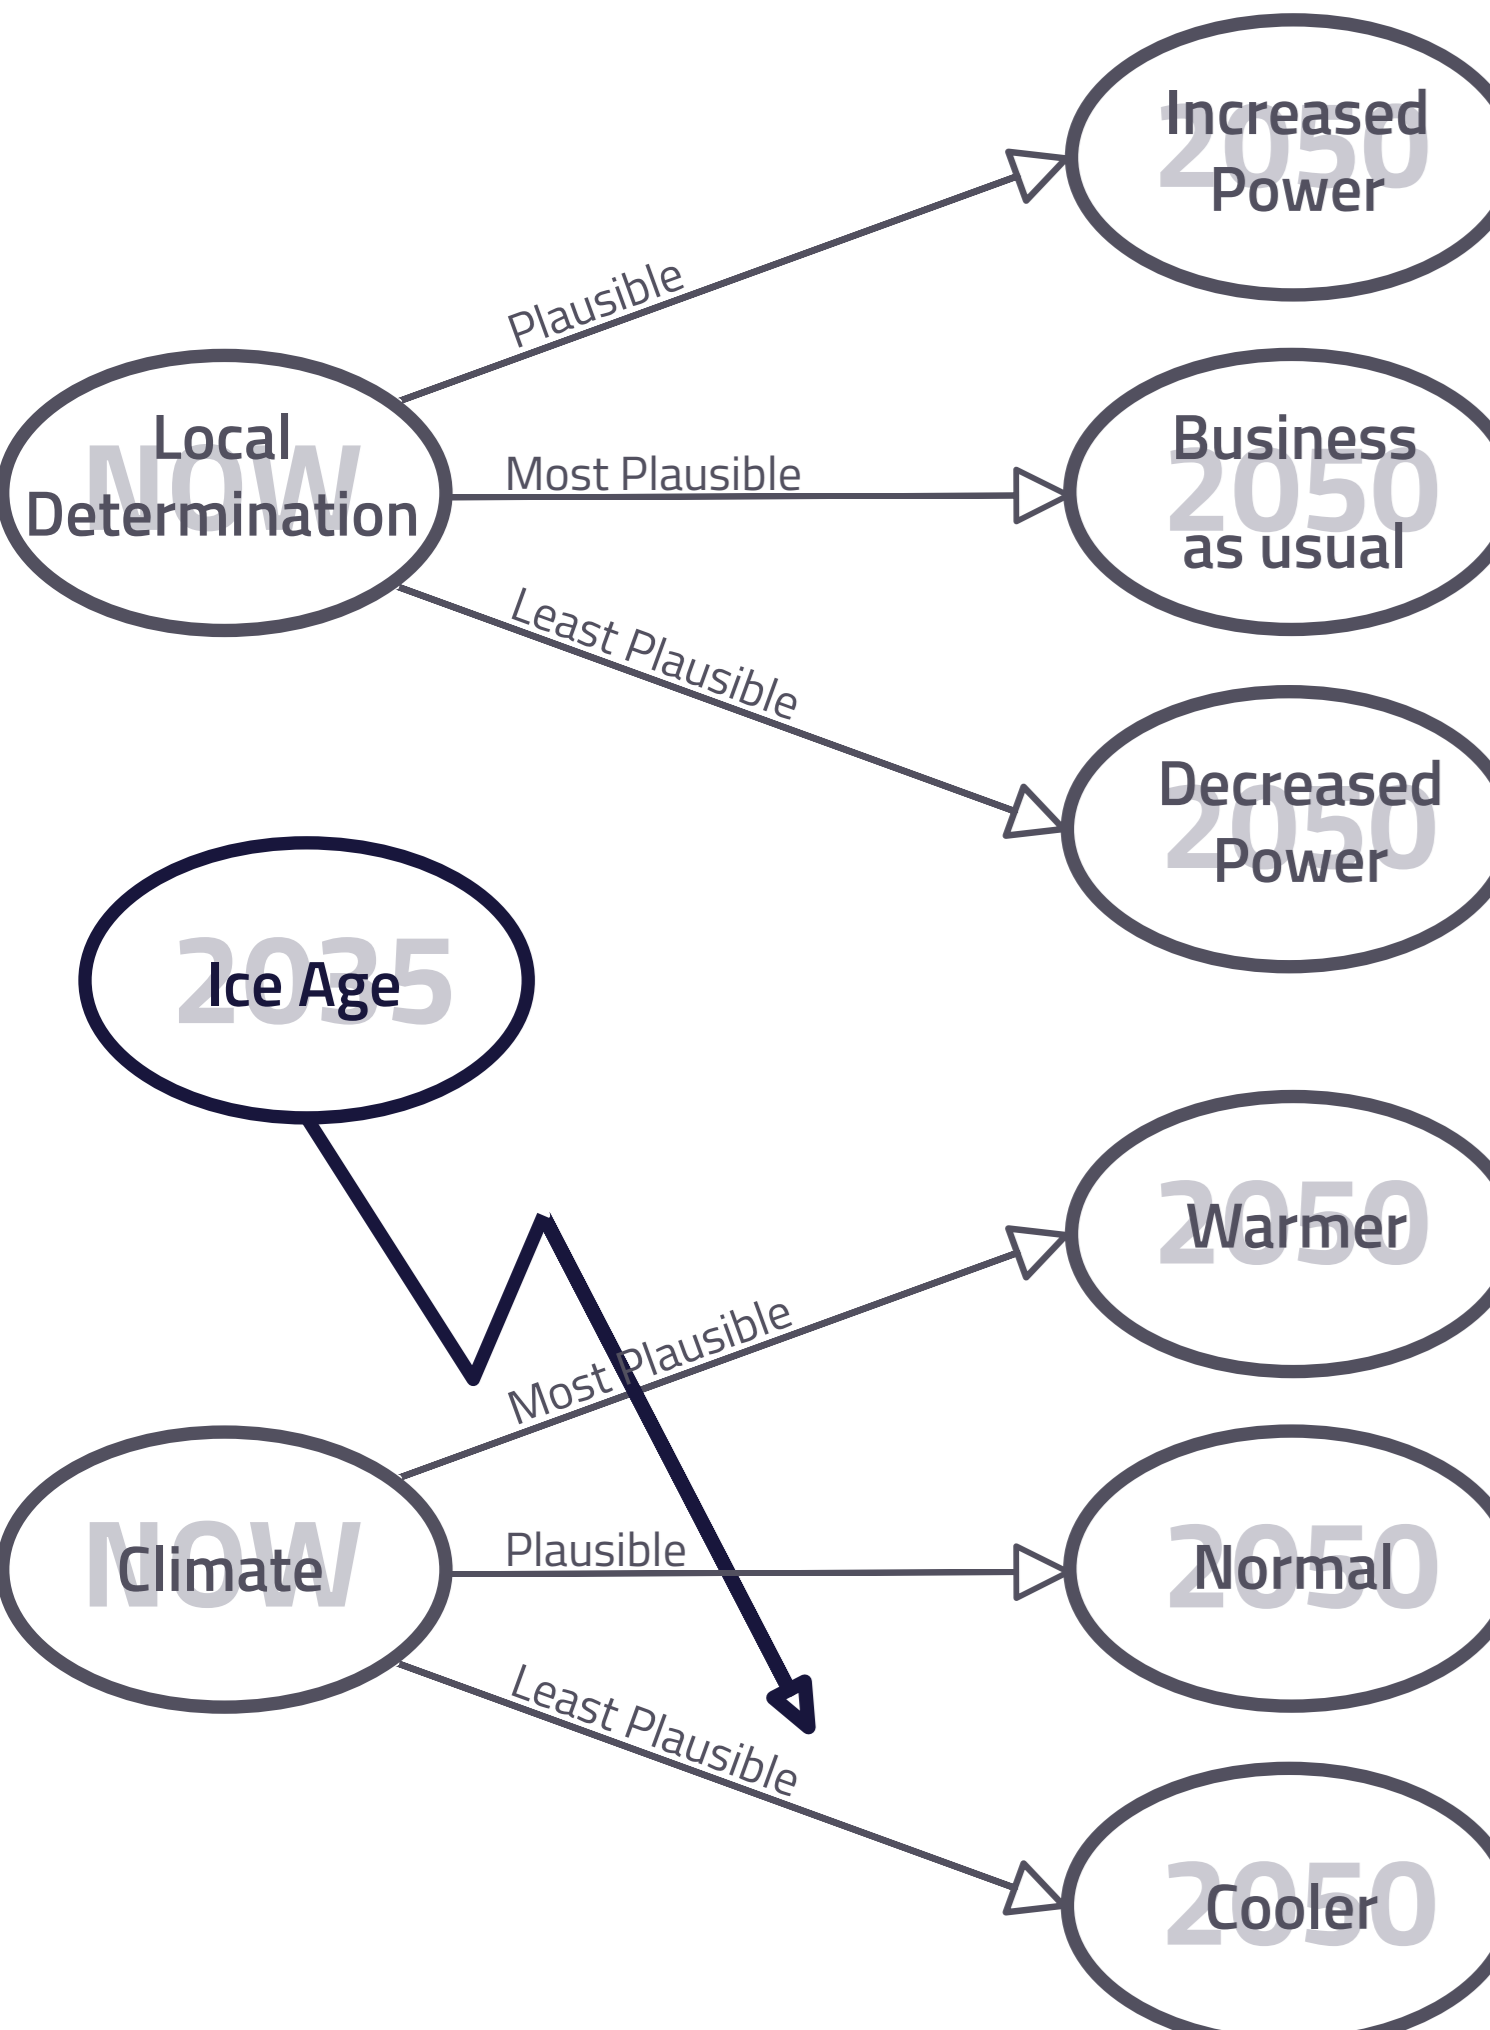 2050
Increased
Power
Plausible
NOW
Local
Determination
Most Plausible
2050
Business
as usual
Least Plausible
2050
Decreased
Power
2035
Ice Age
2050
Warmer
Most Plausible
NOW
Climate
Plausible
2050
Normal
Least Plausible
2050
Cooler